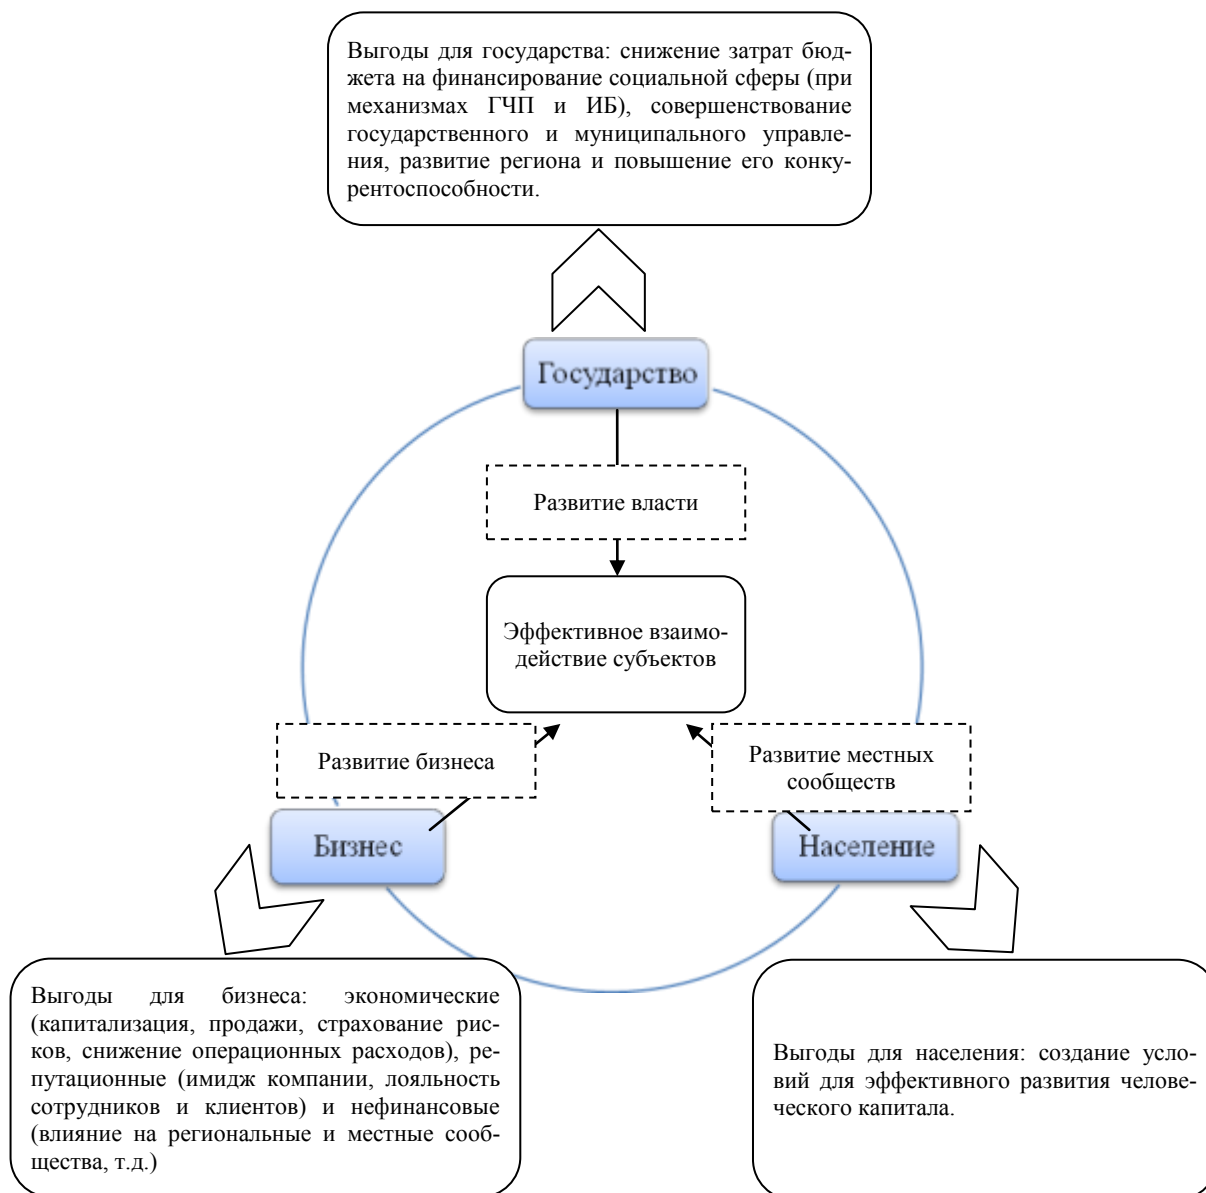 Выгоды для государства: снижение затрат бюд-
жета на финансирование социальной сферы (при
механизмах ГЧП и ИБ), совершенствование
государственного и муниципального управле-
ния, развитие региона и повышение его конку-
рентоспособности.
Государство
Развитие власти
Эффективное взаимо-
действие субъектов
Развитие бизнеса
Развитие местных
сообществ
Бизнес
Население
Выгоды для бизнеса: экономические
(капитализация, продажи, страхование рис-
ков, снижение операционных расходов), ре-
путационные (имидж компании, лояльность
сотрудников и клиентов) и нефинансовые
(влияние на региональные и местные сооб-
щества, т.д.)
Выгоды для населения: создание усло-
вий для эффективного развития челове-
ческого капитала.